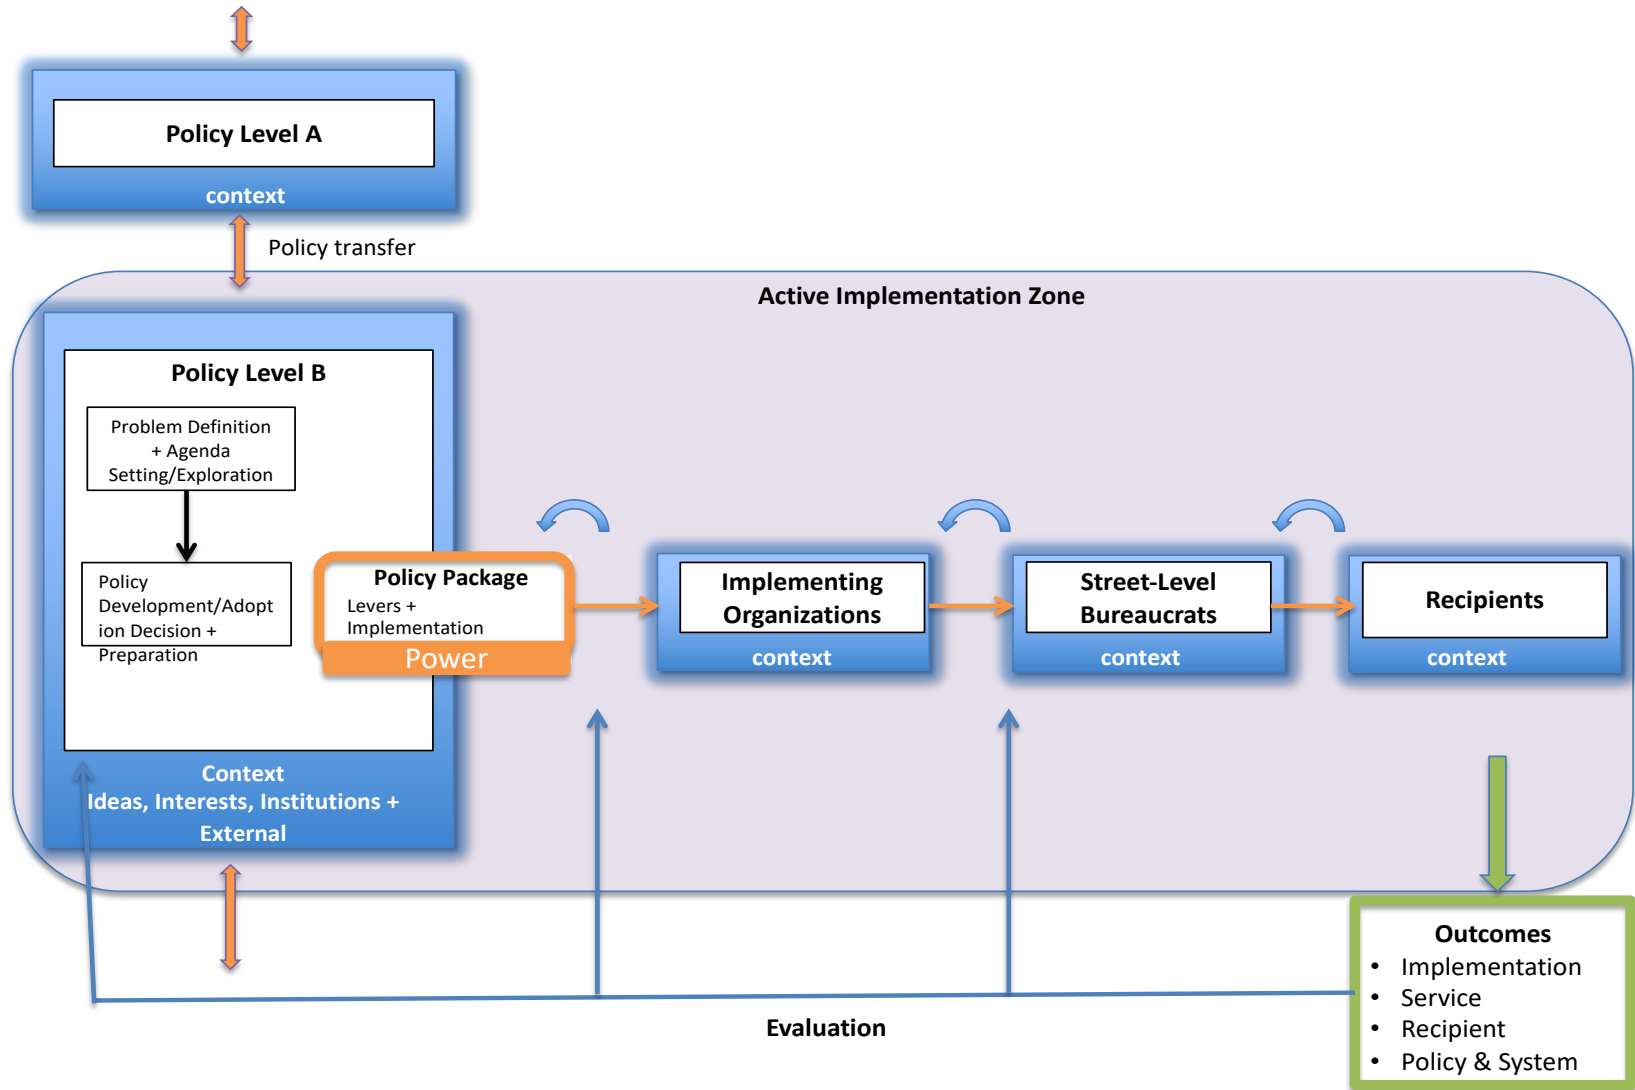 Policy Level A
context
Policy transfer
Active Implementation Zone
Policy Level B
Problem Definition
+ Agenda
Setting/Exploration
Policy
Development/Adopt
ion Decision +
Preparation
Policy Package
Levers +
Implementation
Power
Context
Ideas, Interests, Institutions +
External
Implementing
Organizations
context
Street-Level
Bureaucrats
context
Recipients
context
Outcomes
• Implementation
• Service
• Recipient
• Policy & System
Evaluation